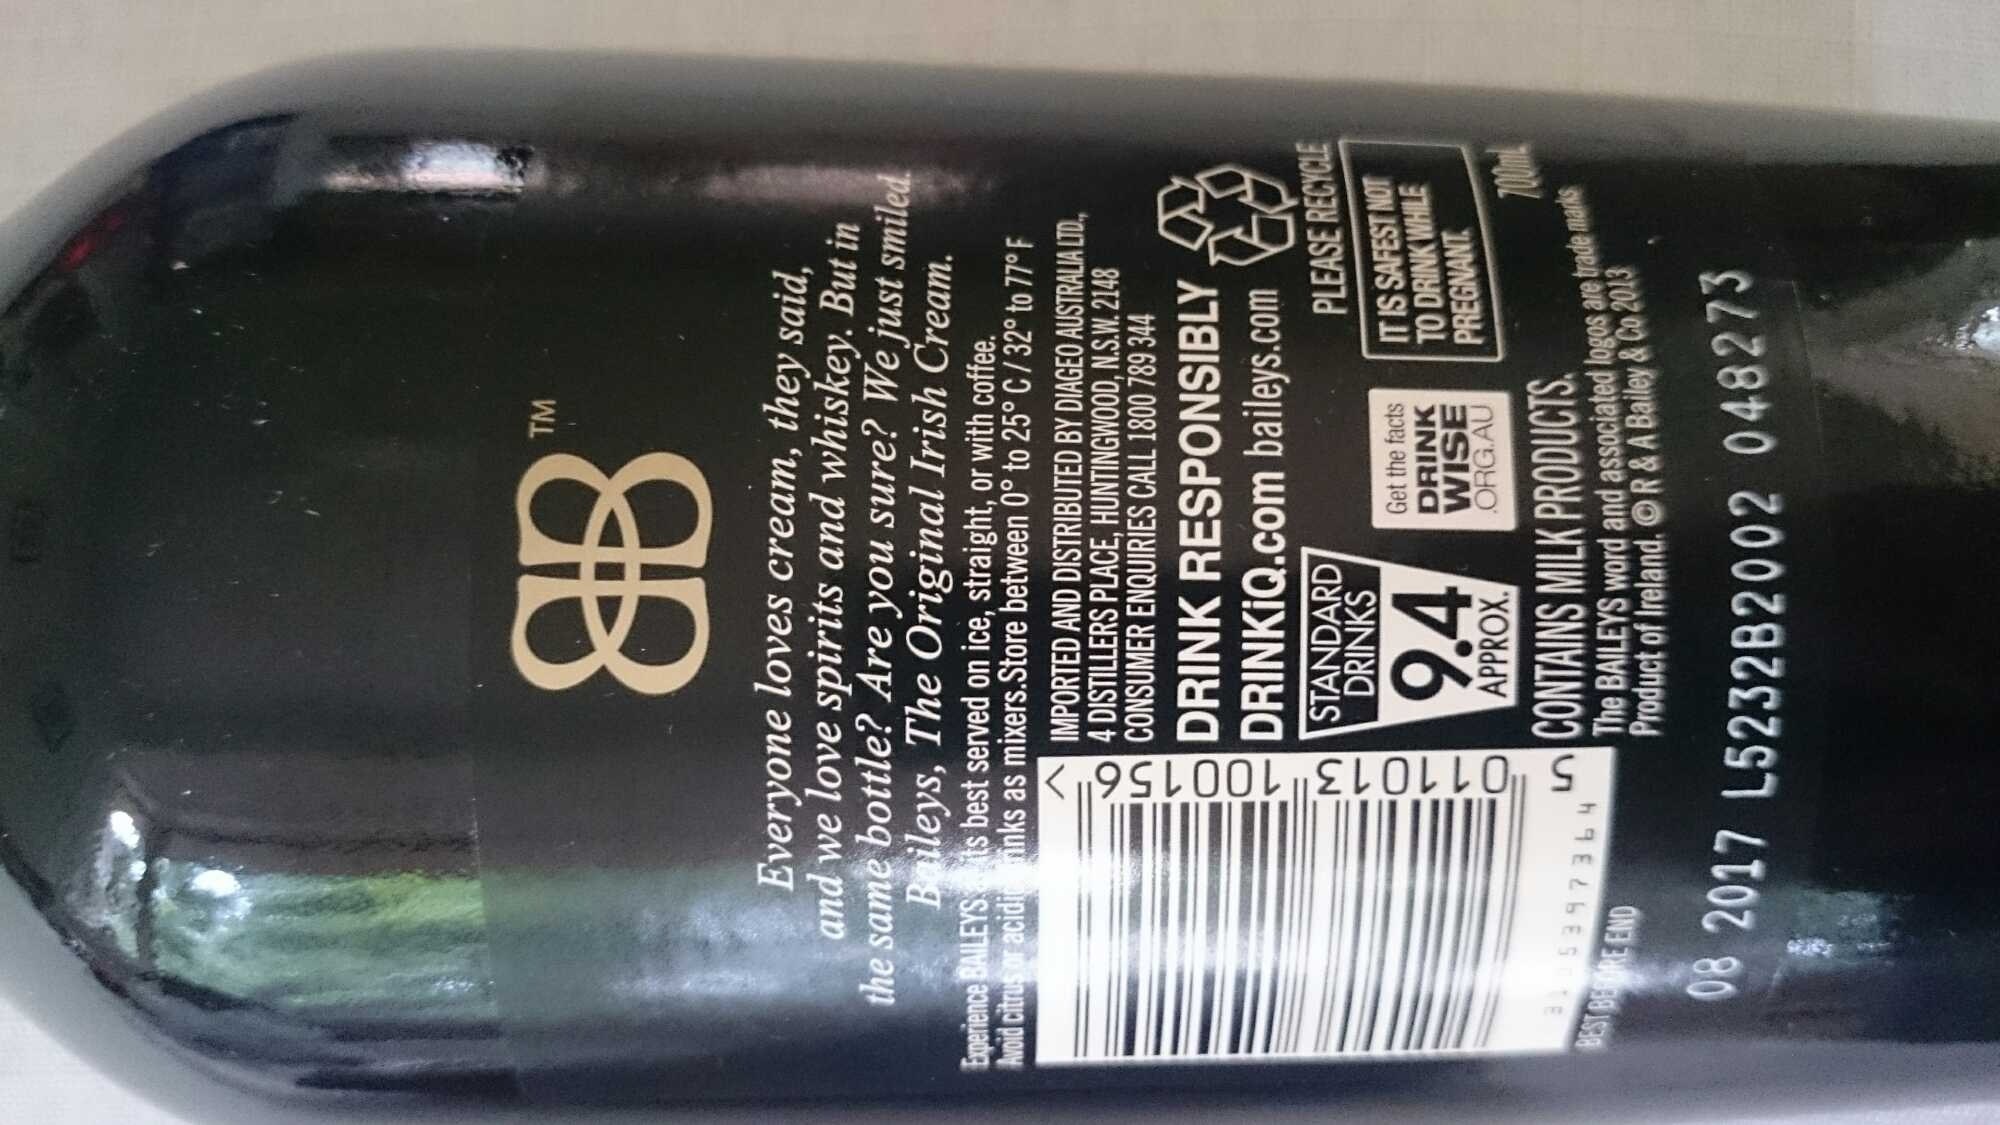 TM
Everyone loves cream, they said,
and we love spirits and whiskey. But in
the same bottle? Are you sure? We just smiled.
Baileys, The Original Irish Cream.
Experience BAILEYS its best served on ice, straight, or with coffee.
Avoid citrus or acidic drinks as mixers. Store between 0° to 25° C / 32° to 77° F
IMPORTED AND DISTRIBUTED BY DIAGEO AUSTRALIA LTD.,
4 DISTILLERS PLACE, HUNTINGWOOD, N.S.W. 2148
CONSUMER ENQUIRIES CALL 1800 789 344
DRINK RESPONSIBLY
DRINKiQ.com baileys.com
PLEASE RECYCLE
STANDARD
DRINKS
9.4
APPROX.
Get the facts
DRINK
WISE
.ORG.AU
IT IS SAFEST NOT
TO DRINK WHILE
PREGNANT.
700mL
CONTAINS MILK PRODUCTS.
The BAILEYS word and associated logos are trade marks
Product of Ireland. © R & A Bailey & Co 2013
5 011013 100156 >
BEST BEFORE END
08 2017 L5232B2002 048273